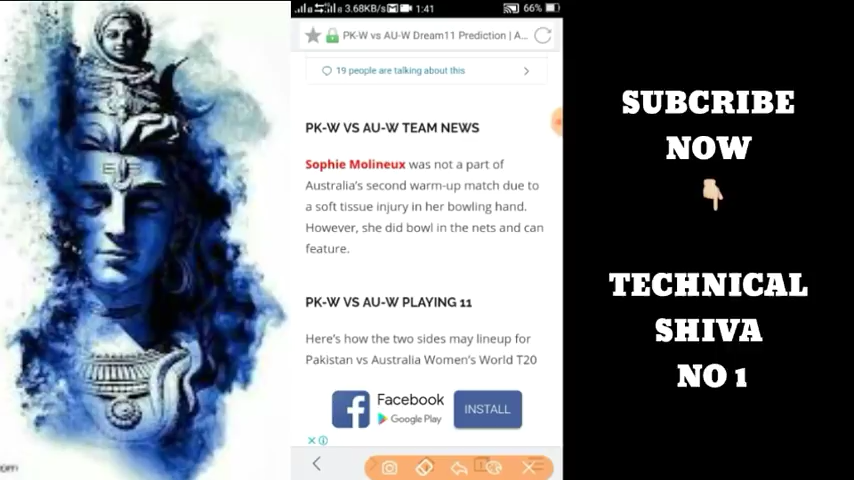 3.68KB/s 1:41 66%
PK-W vs AU-W Dream11 Prediction | A...
19 people are talking about this
PK-W VS AU-W TEAM NEWS
Sophie Molineux was not a part of
Australia's second warm-up match due to
a soft tissue injury in her bowling hand.
However, she did bowl in the nets and can
feature.
PK-W VS AU-W PLAYING 11
Here's how the two sides may lineup for
Pakistan vs Australia Women's World T20
Facebook
Google Play
INSTALL
SUBCRIBE
NOW
TECHNICAL
SHIVA
NO 1